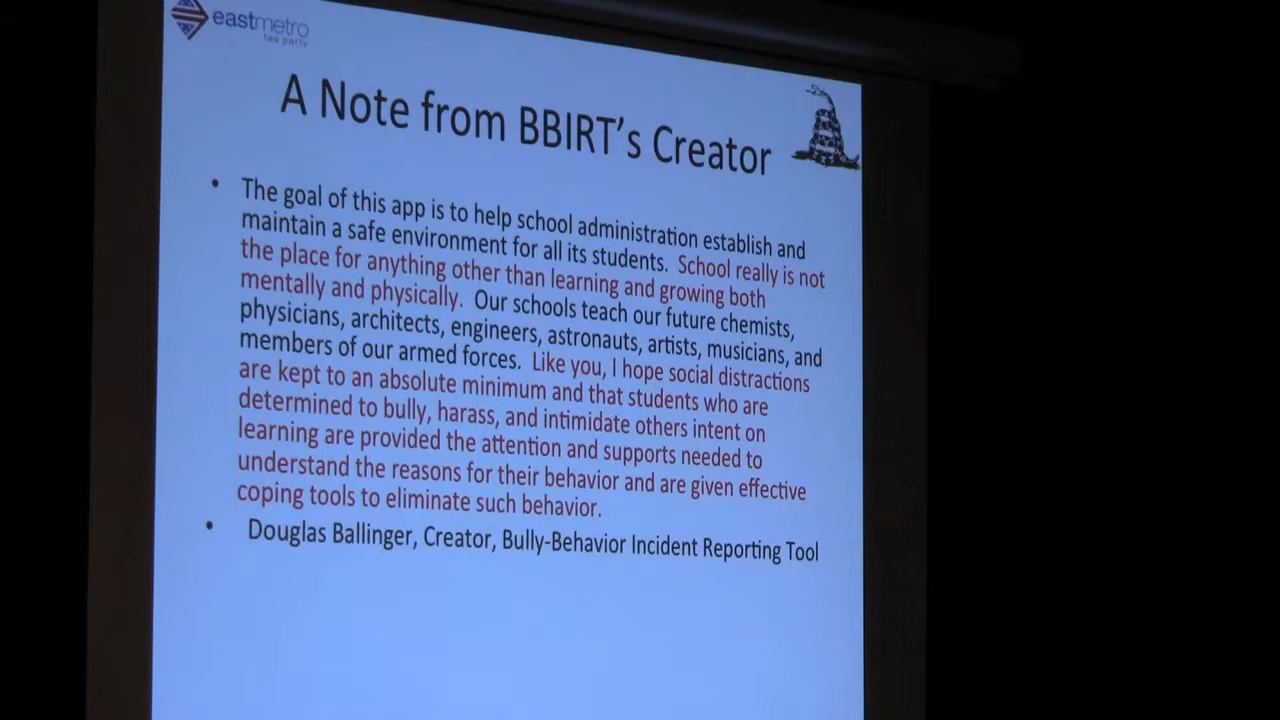 eastmetro
tea party
A Note from BBIRT's Creator
• The goal of this app is to help school administration establish and
maintain a safe environment for all its students. School really is not
the place for anything other than learning and growing both
mentally and physically. Our schools teach our future chemists,
physicians, architects, engineers, astronauts, artists, musicians, and
members of our armed forces. Like you, I hope social distractions
are kept to an absolute minimum and that students who are
determined to bully, harass, and intimidate others intent on
learning are provided the attention and supports needed to
understand the reasons for their behavior and are given effective
coping tools to eliminate such behavior.
• Douglas Ballinger, Creator, Bully-Behavior Incident Reporting Tool